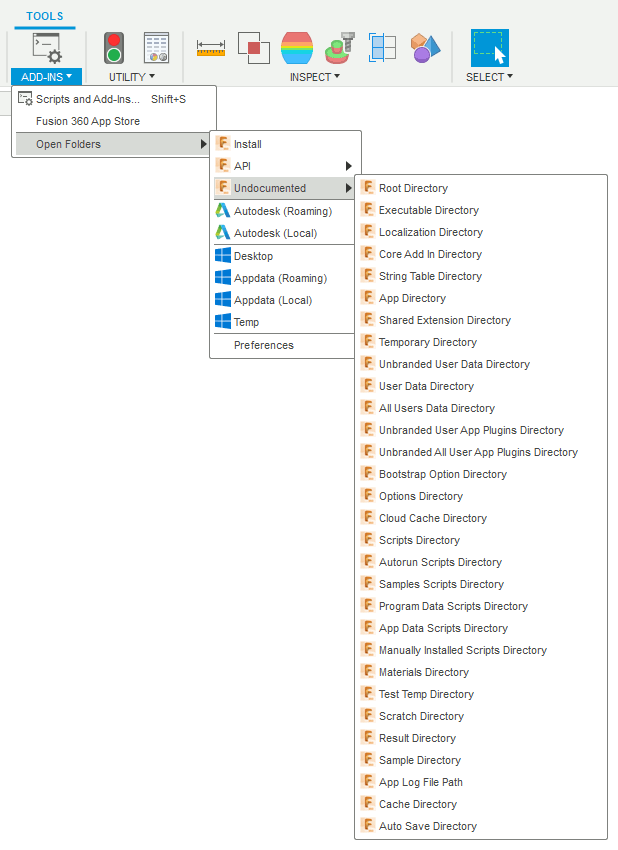 TOOLS
ADD-INS UTILITY INSPECT SELECT
Scripts and Add-Ins... Shift+S
Fusion 360 App Store
Open Folders
Install
API
Undocumented
Autodesk (Roaming)
Autodesk (Local)
Desktop
Appdata (Roaming)
Appdata (Local)
Temp
Preferences
Root Directory
Executable Directory
Localization Directory
Core Add In Directory
String Table Directory
App Directory
Shared Extension Directory
Temporary Directory
Unbranded User Data Directory
User Data Directory
All Users Data Directory
Unbranded User App Plugins Directory
Unbranded All User App Plugins Directory
Bootstrap Option Directory
Options Directory
Cloud Cache Directory
Scripts Directory
Autorun Scripts Directory
Samples Scripts Directory
Program Data Scripts Directory
App Data Scripts Directory
Manually Installed Scripts Directory
Materials Directory
Test Temp Directory
Scratch Directory
Result Directory
Sample Directory
App Log File Path
Cache Directory
Auto Save Directory